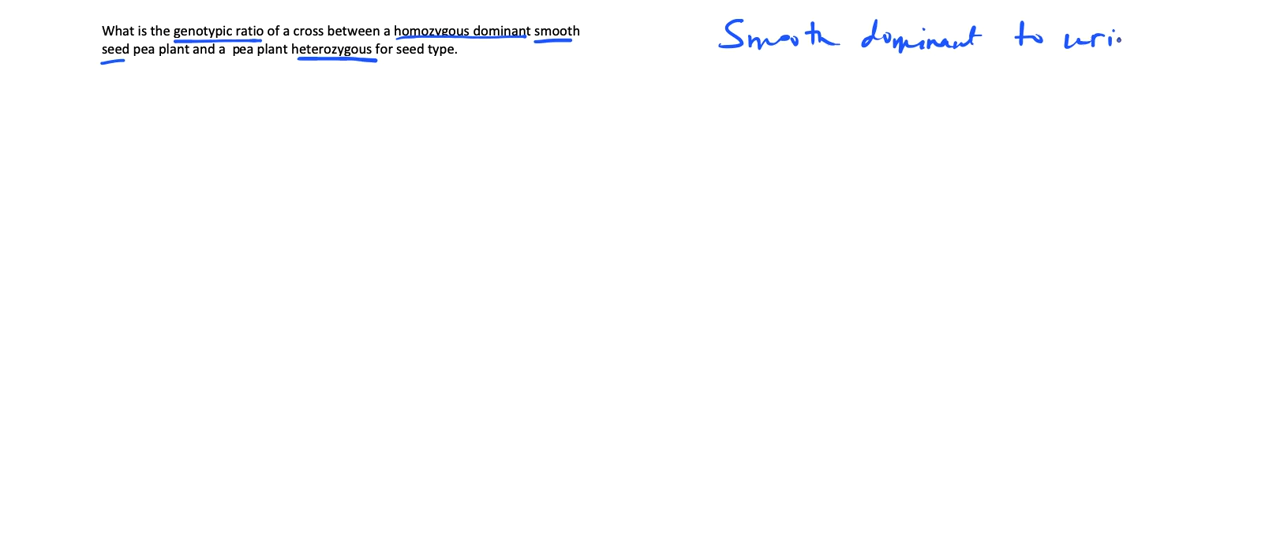 What is the genotypic ratio of a cross between a homozygous dominant smooth
seed pea plant and a pea plant heterozygous for seed type.
Smooth dominant to wri